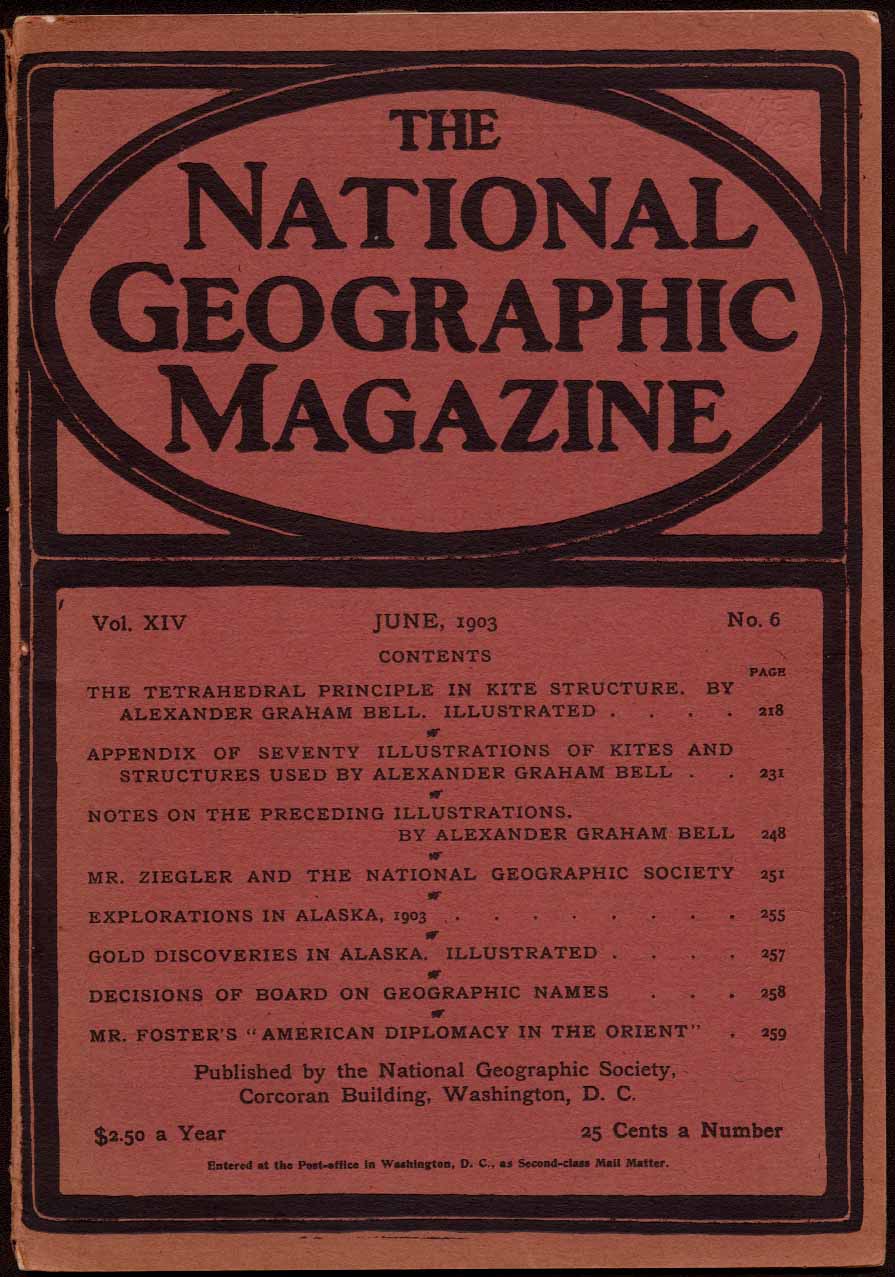 THE
NATIONAL
GEOGRAPHIC
MAGAZINE
Vol. XIV JUNE, 1903 No. 6
CONTENTS
PAGE
THE TETRAHEDRAL PRINCIPLE IN KITE STRUCTURE. BY
ALEXANDER GRAHAM BELL. ILLUSTRATED . . . . 218
APPENDIX OF SEVENTY ILLUSTRATIONS OF KITES AND
STRUCTURES USED BY ALEXANDER GRAHAM BELL . . 231
NOTES ON THE PRECEDING ILLUSTRATIONS.
BY ALEXANDER GRAHAM BELL 248
MR. ZIEGLER AND THE NATIONAL GEOGRAPHIC SOCIETY 251
EXPLORATIONS IN ALASKA, 1903 . . . . . . . . 255
GOLD DISCOVERIES IN ALASKA. ILLUSTRATED . . . . 257
DECISIONS OF BOARD ON GEOGRAPHIC NAMES . . . 258
MR. FOSTER'S "AMERICAN DIPLOMACY IN THE ORIENT" . 259
Published by the National Geographic Society,
Corcoran Building, Washington, D. C.
$2.50 a Year 25 Cents a Number
Entered at the Post-office in Washington, D. C., as Second-class Mail Matter.